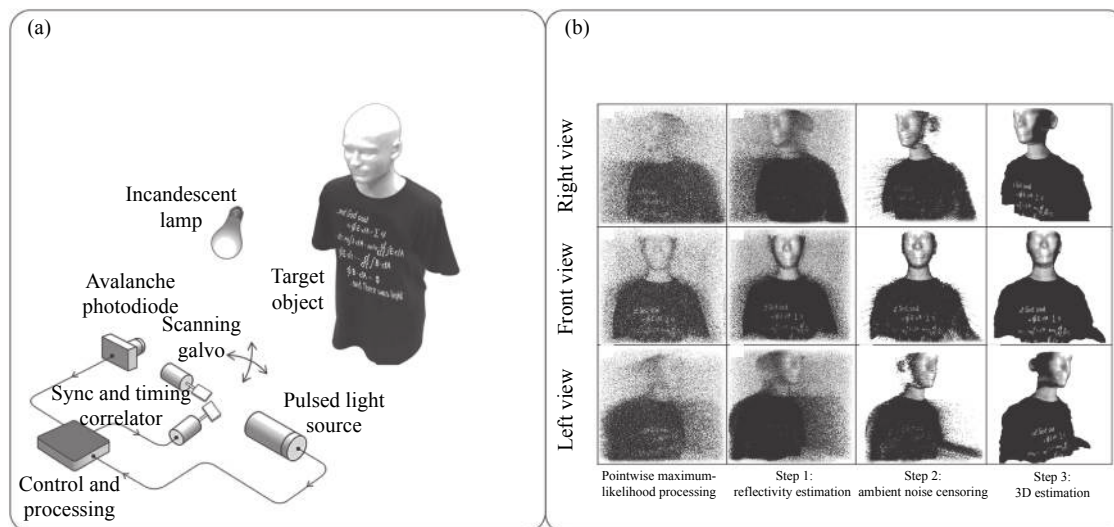 (a)
Incandescent
lamp
Avalanche
photodiode
Target
object
Scanning
galvo
Sync and timing
correlator
Pulsed light
source
Control and
processing
(b)
Right view
Front view
Left view
Pointwise maximum-
likelihood processing
Step 1:
reflectivity estimation
Step 2:
ambient noise censoring
Step 3:
3D estimation